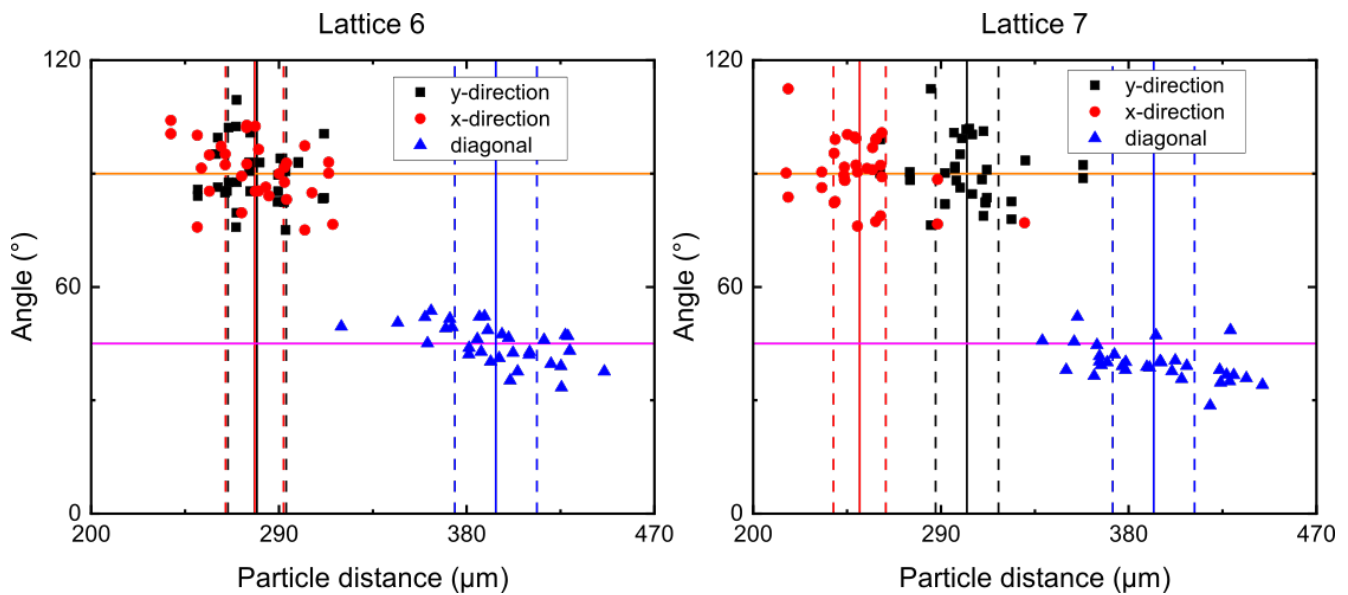 Lattice 6
120
60
0
Angle (°)
y-direction
x-direction
diagonal
200
290
380
470
Particle distance (µm)
Lattice 7
120
60
0
Angle (°)
y-direction
x-direction
diagonal
200
290
380
470
Particle distance (µm)